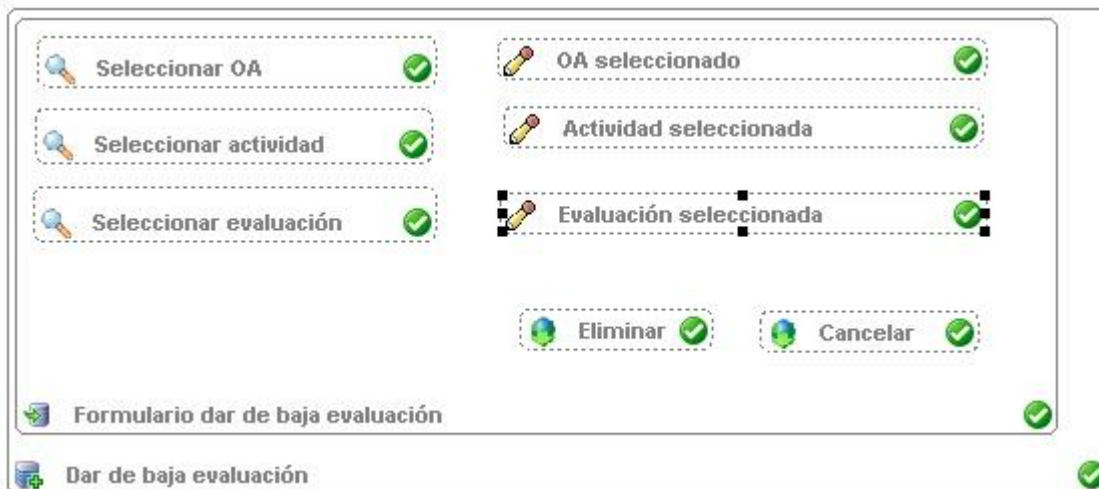 Seleccionar OA
OA seleccionado
Seleccionar actividad
Actividad seleccionada
Seleccionar evaluación
Evaluación seleccionada
Eliminar
Cancelar
Formulario dar de baja evaluación
Dar de baja evaluación